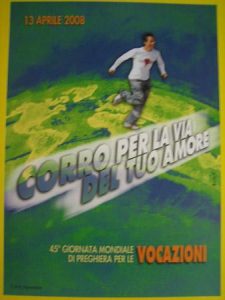 13 APRILE 2008
CORRO PER LA VIA
DEL TUO AMORE
45ª GIORNATA MONDIALE
DI PREGHIERA PER LE VOCAZIONI